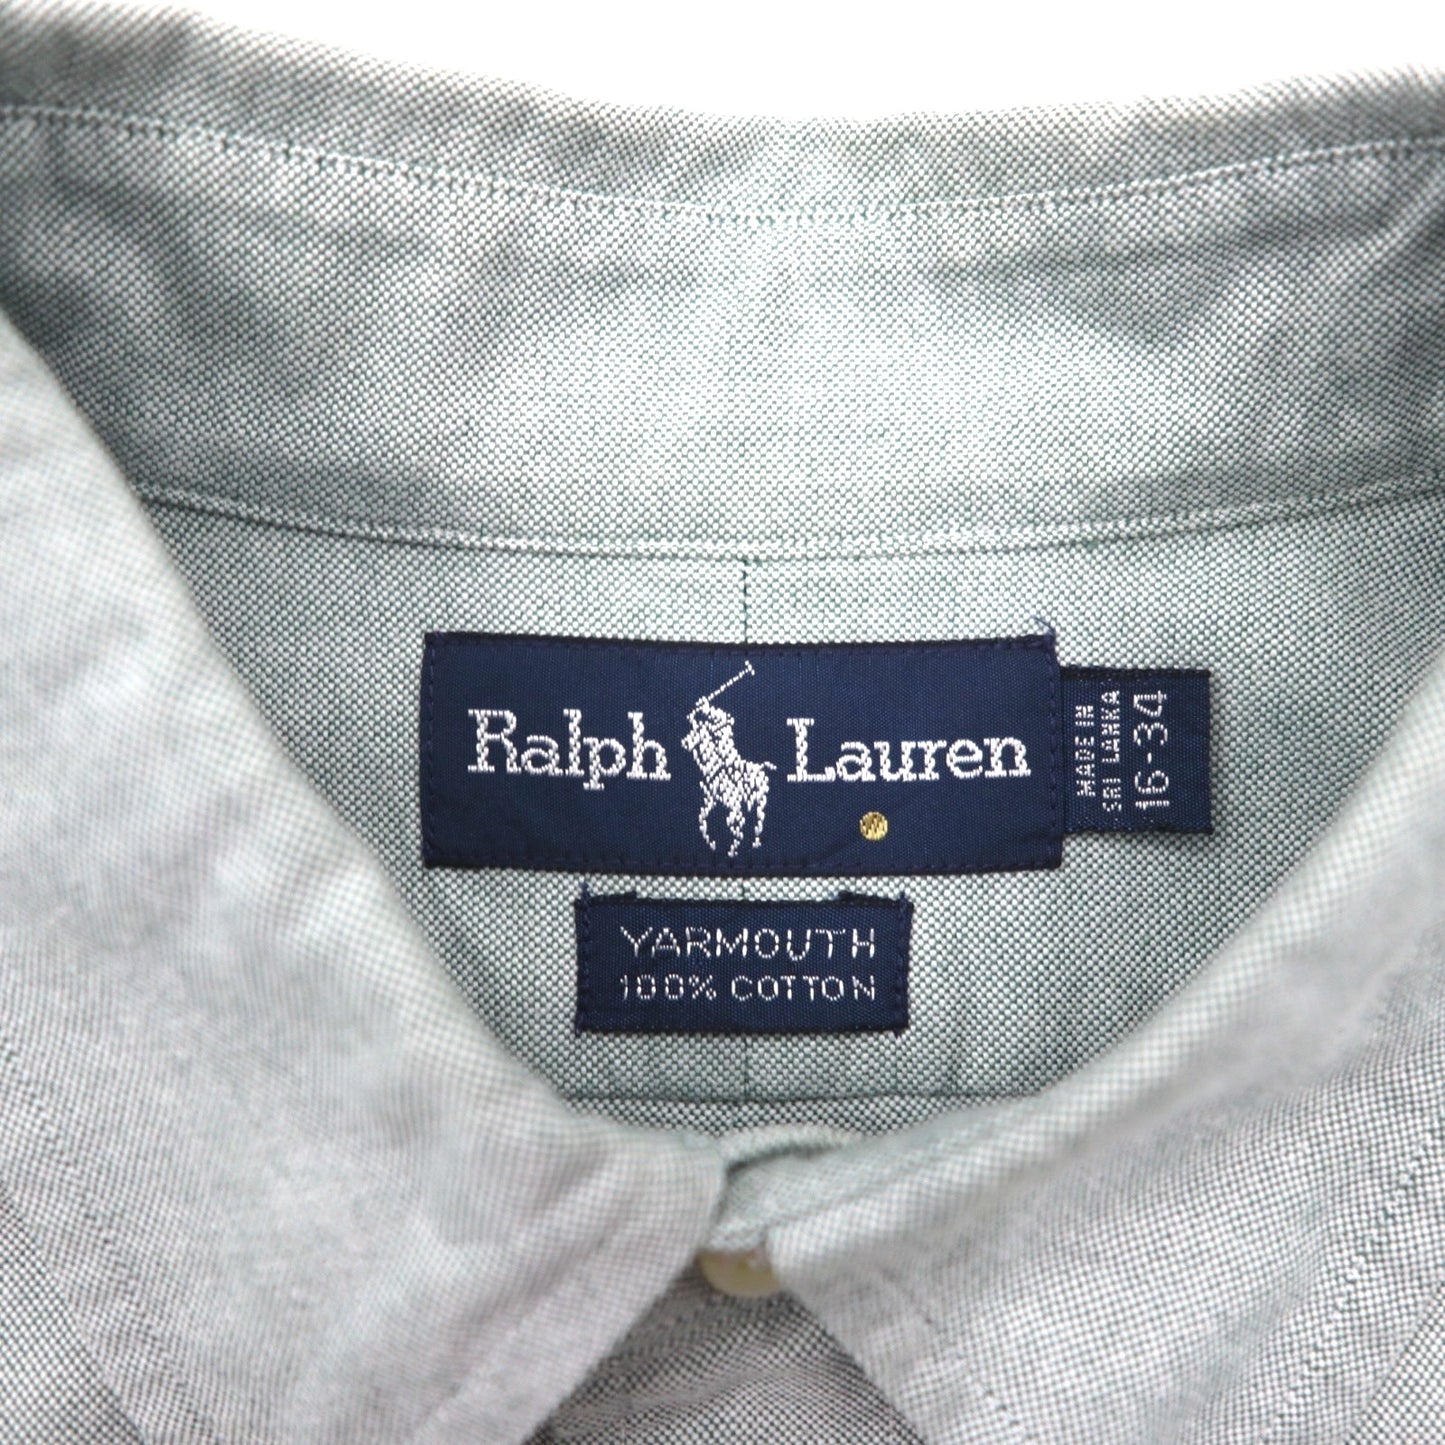 Ralph Lauren
MADE IN
SRI LANKA
16-34
YARMOUTH
100% COTTON